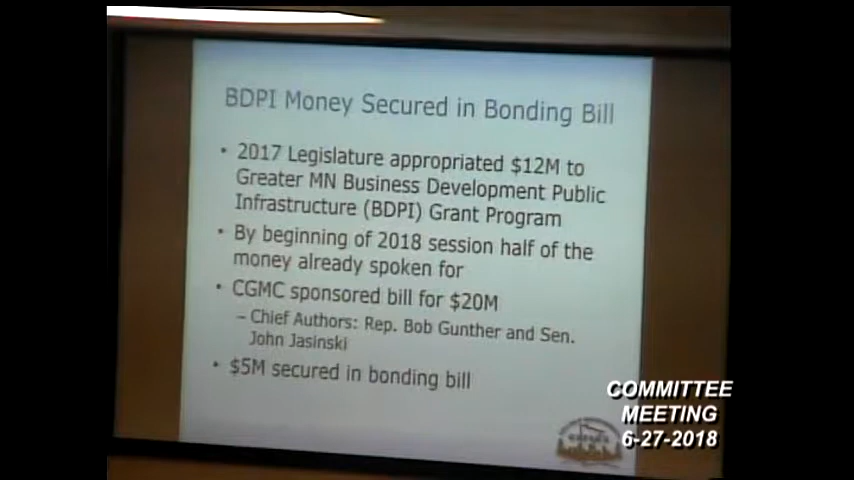 BDPI Money Secured in Bonding Bill
• 2017 Legislature appropriated $12M to
Greater MN Business Development Public
Infrastructure (BDPI) Grant Program
• By beginning of 2018 session half of the
money already spoken for
• CGMC sponsored bill for $20M
– Chief Authors: Rep. Bob Gunther and Sen.
John Jasinski
• $5M secured in bonding bill
COMMITTEE
MEETING
6-27-2018